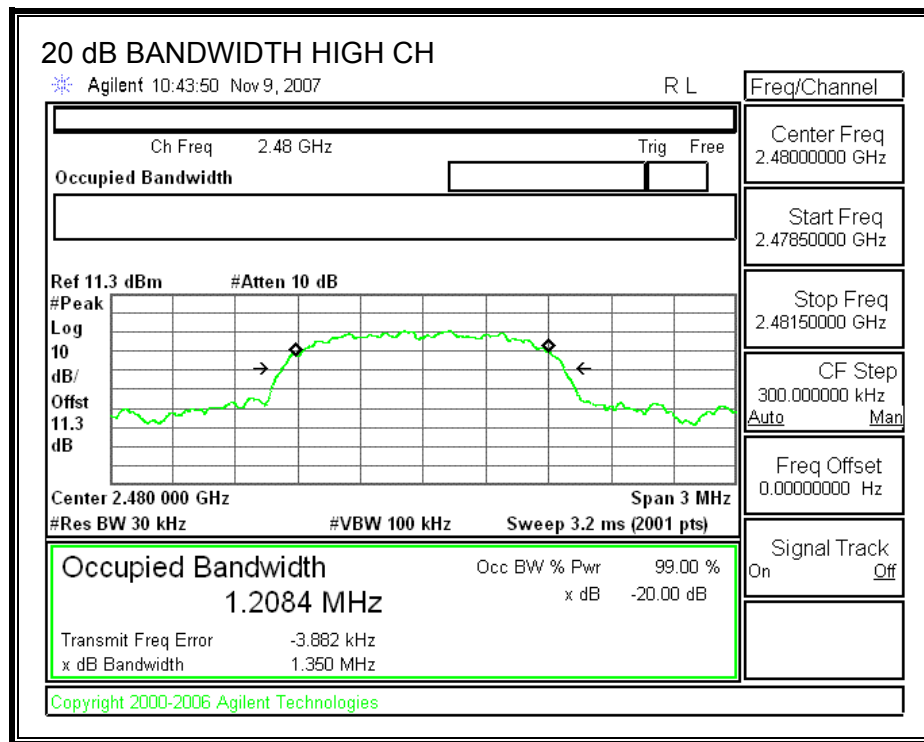 20 dB BANDWIDTH HIGH CH
Agilent 10:43:50 Nov 9, 2007 R L
Freq/Channel
Ch Freq 2.48 GHz Trig Free
Occupied Bandwidth
Center Freq
2.48000000 GHz
Start Freq
2.47850000 GHz
Stop Freq
2.48150000 GHz
CF Step
300.000000 kHz
Auto Man
Freq Offset
0.00000000 Hz
Signal Track
On Off
Ref 11.3 dBm #Atten 10 dB
#Peak
Log
10
dB/
Offst
11.3
dB
Center 2.480 000 GHz Span 3 MHz
#Res BW 30 kHz #VBW 100 kHz Sweep 3.2 ms (2001 pts)
Occupied Bandwidth
1.2084 MHz
Occ BW % Pwr 99.00 %
x dB -20.00 dB
Transmit Freq Error -3.882 kHz
x dB Bandwidth 1.350 MHz
Copyright 2000-2006 Agilent Technologies